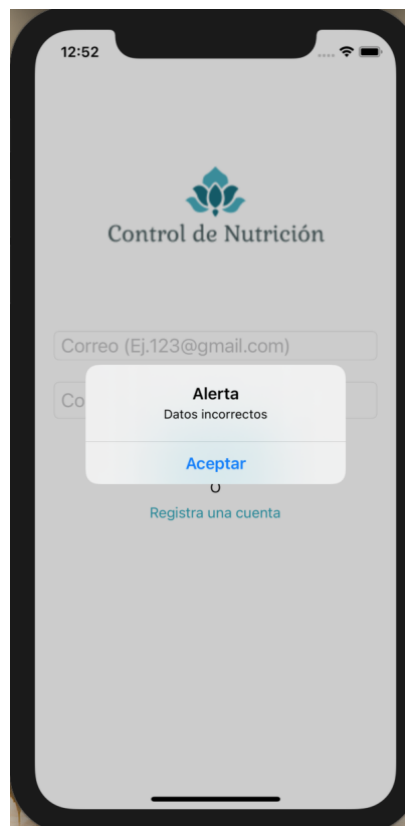 12:52
Control de Nutrición
Correo (Ej.123@gmail.com)
Co
Alerta
Datos incorrectos
Aceptar
O
Registra una cuenta